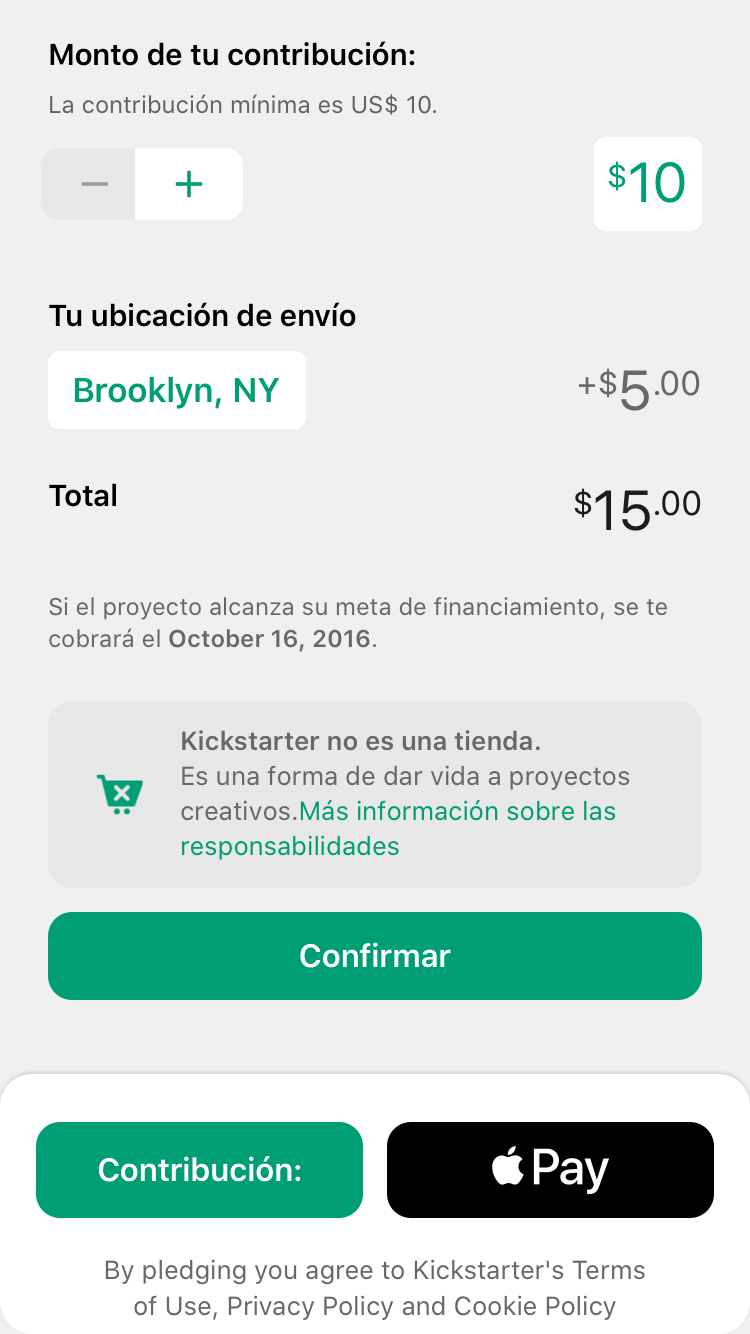 Monto de tu contribución:
La contribución mínima es US$ 10.
− +
$10
Tu ubicación de envío
Brooklyn, NY
+$5.00
Total
$15.00
Si el proyecto alcanza su meta de financiamiento, se te
cobrará el October 16, 2016.
Kickstarter no es una tienda.
Es una forma de dar vida a proyectos
creativos.Más información sobre las
responsabilidades
Confirmar
Contribución:
Pay
By pledging you agree to Kickstarter's Terms
of Use, Privacy Policy and Cookie Policy